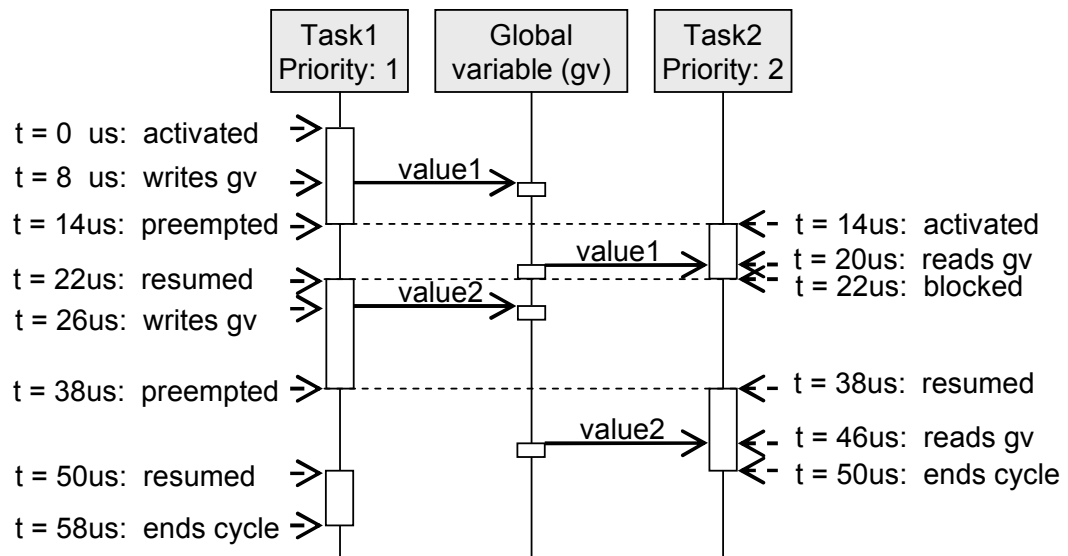 Task1
Priority: 1
Global
variable (gv)
Task2
Priority: 2
t = 0 us: activated
t = 8 us: writes gv
value1
t = 14us: preempted
t = 14us: activated
value1
t = 20us: reads gv
t = 22us: resumed
t = 22us: blocked
value2
t = 26us: writes gv
t = 38us: preempted
t = 38us: resumed
value2
t = 46us: reads gv
t = 50us: resumed
t = 50us: ends cycle
t = 58us: ends cycle